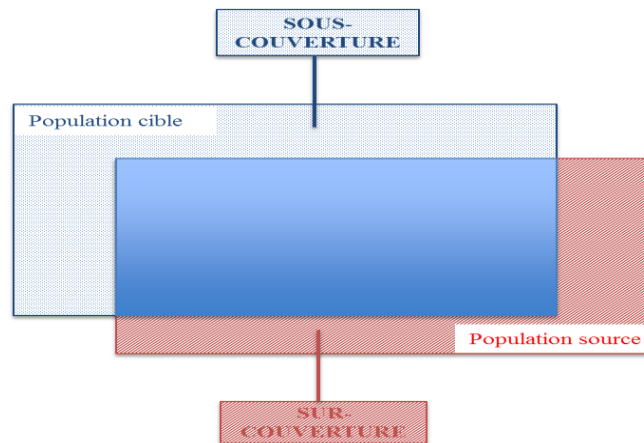 SOUS-
COUVERTURE
Population cible
Population source
SUR-
COUVERTURE